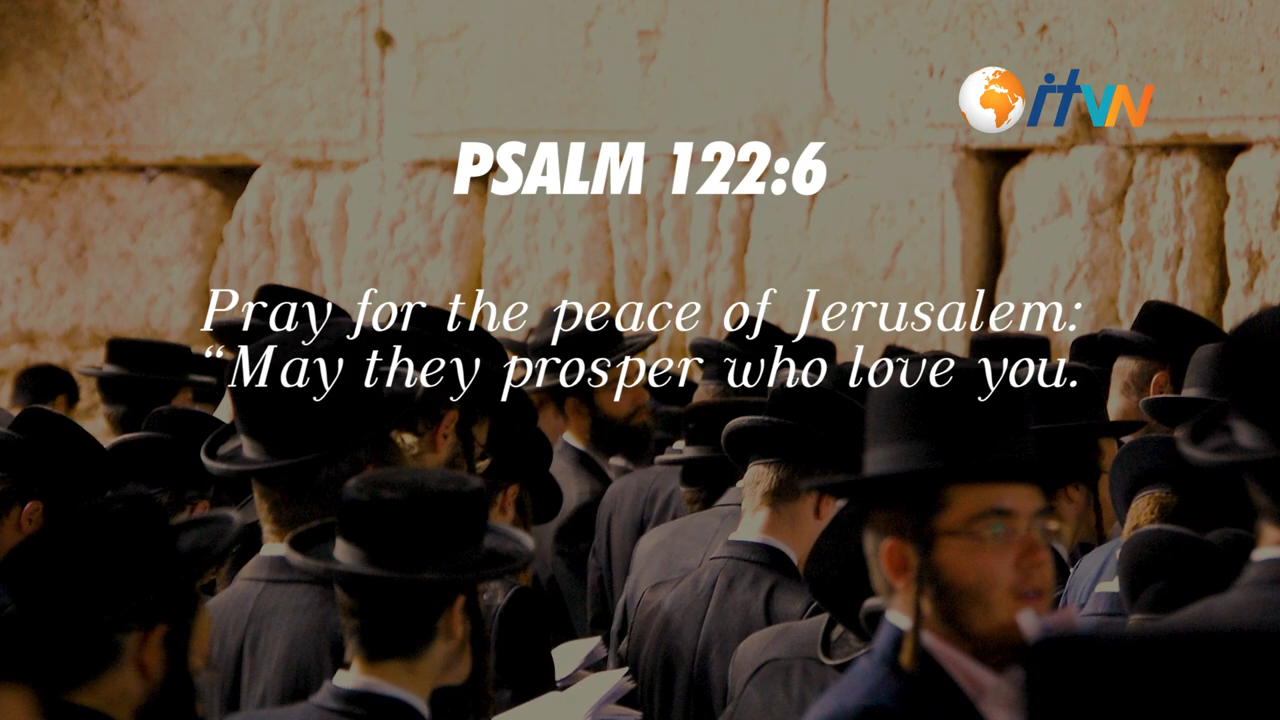 itVN
PSALM 122:6
Pray for the peace of Jerusalem:
“May they prosper who love you.